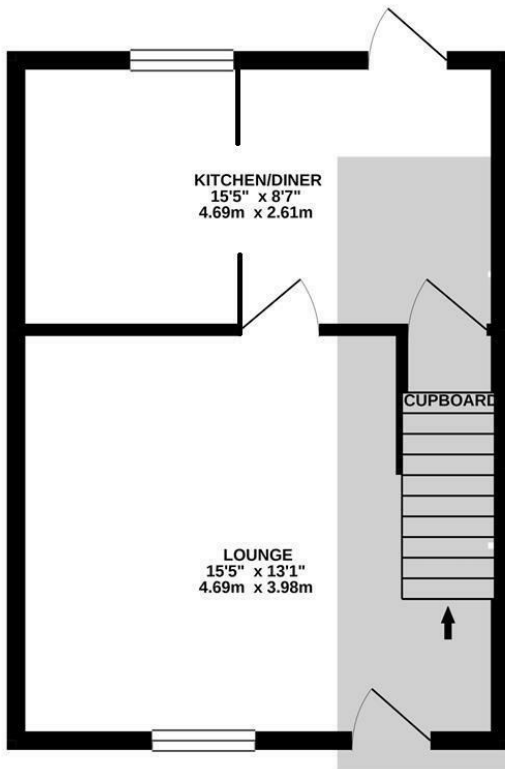 KITCHEN/DINER
15'5" x 8'7"
4.69m x 2.61m
CUPBOARD
LOUNGE
15'5" x 13'1"
4.69m x 3.98m